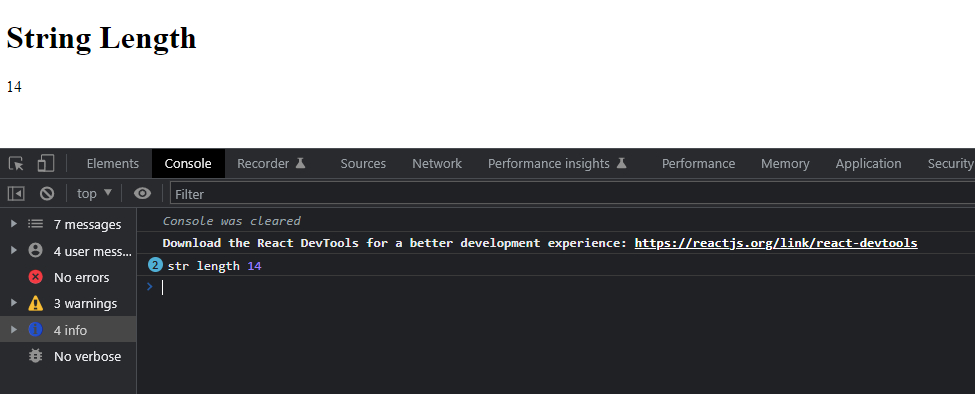 String Length
14
Elements Console Recorder Sources Network Performance insights Performance Memory Application Security
top Filter
7 messages
4 user mess...
No errors
3 warnings
4 info
No verbose
Console was cleared
Download the React DevTools for a better development experience: https://reactjs.org/link/react-devtools
2 str length 14